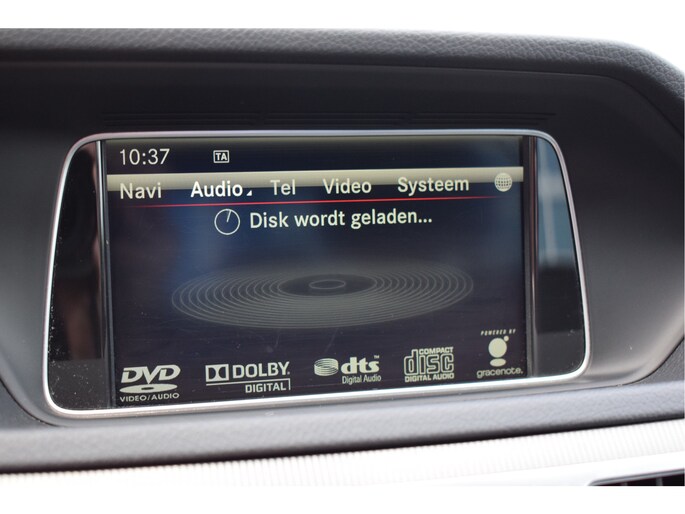 10:37 TA
Navi Audio Tel Video Systeem
Disk wordt geladen...
DVD VIDEO/AUDIO
DOLBY DIGITAL
dts Digital Audio
COMPACT disc DIGITAL AUDIO
POWERED BY gracenote.